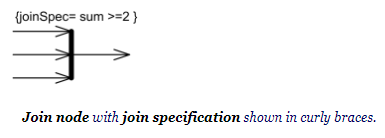 {joinSpec= sum >=2 }
Join node with join specification shown in curly braces.